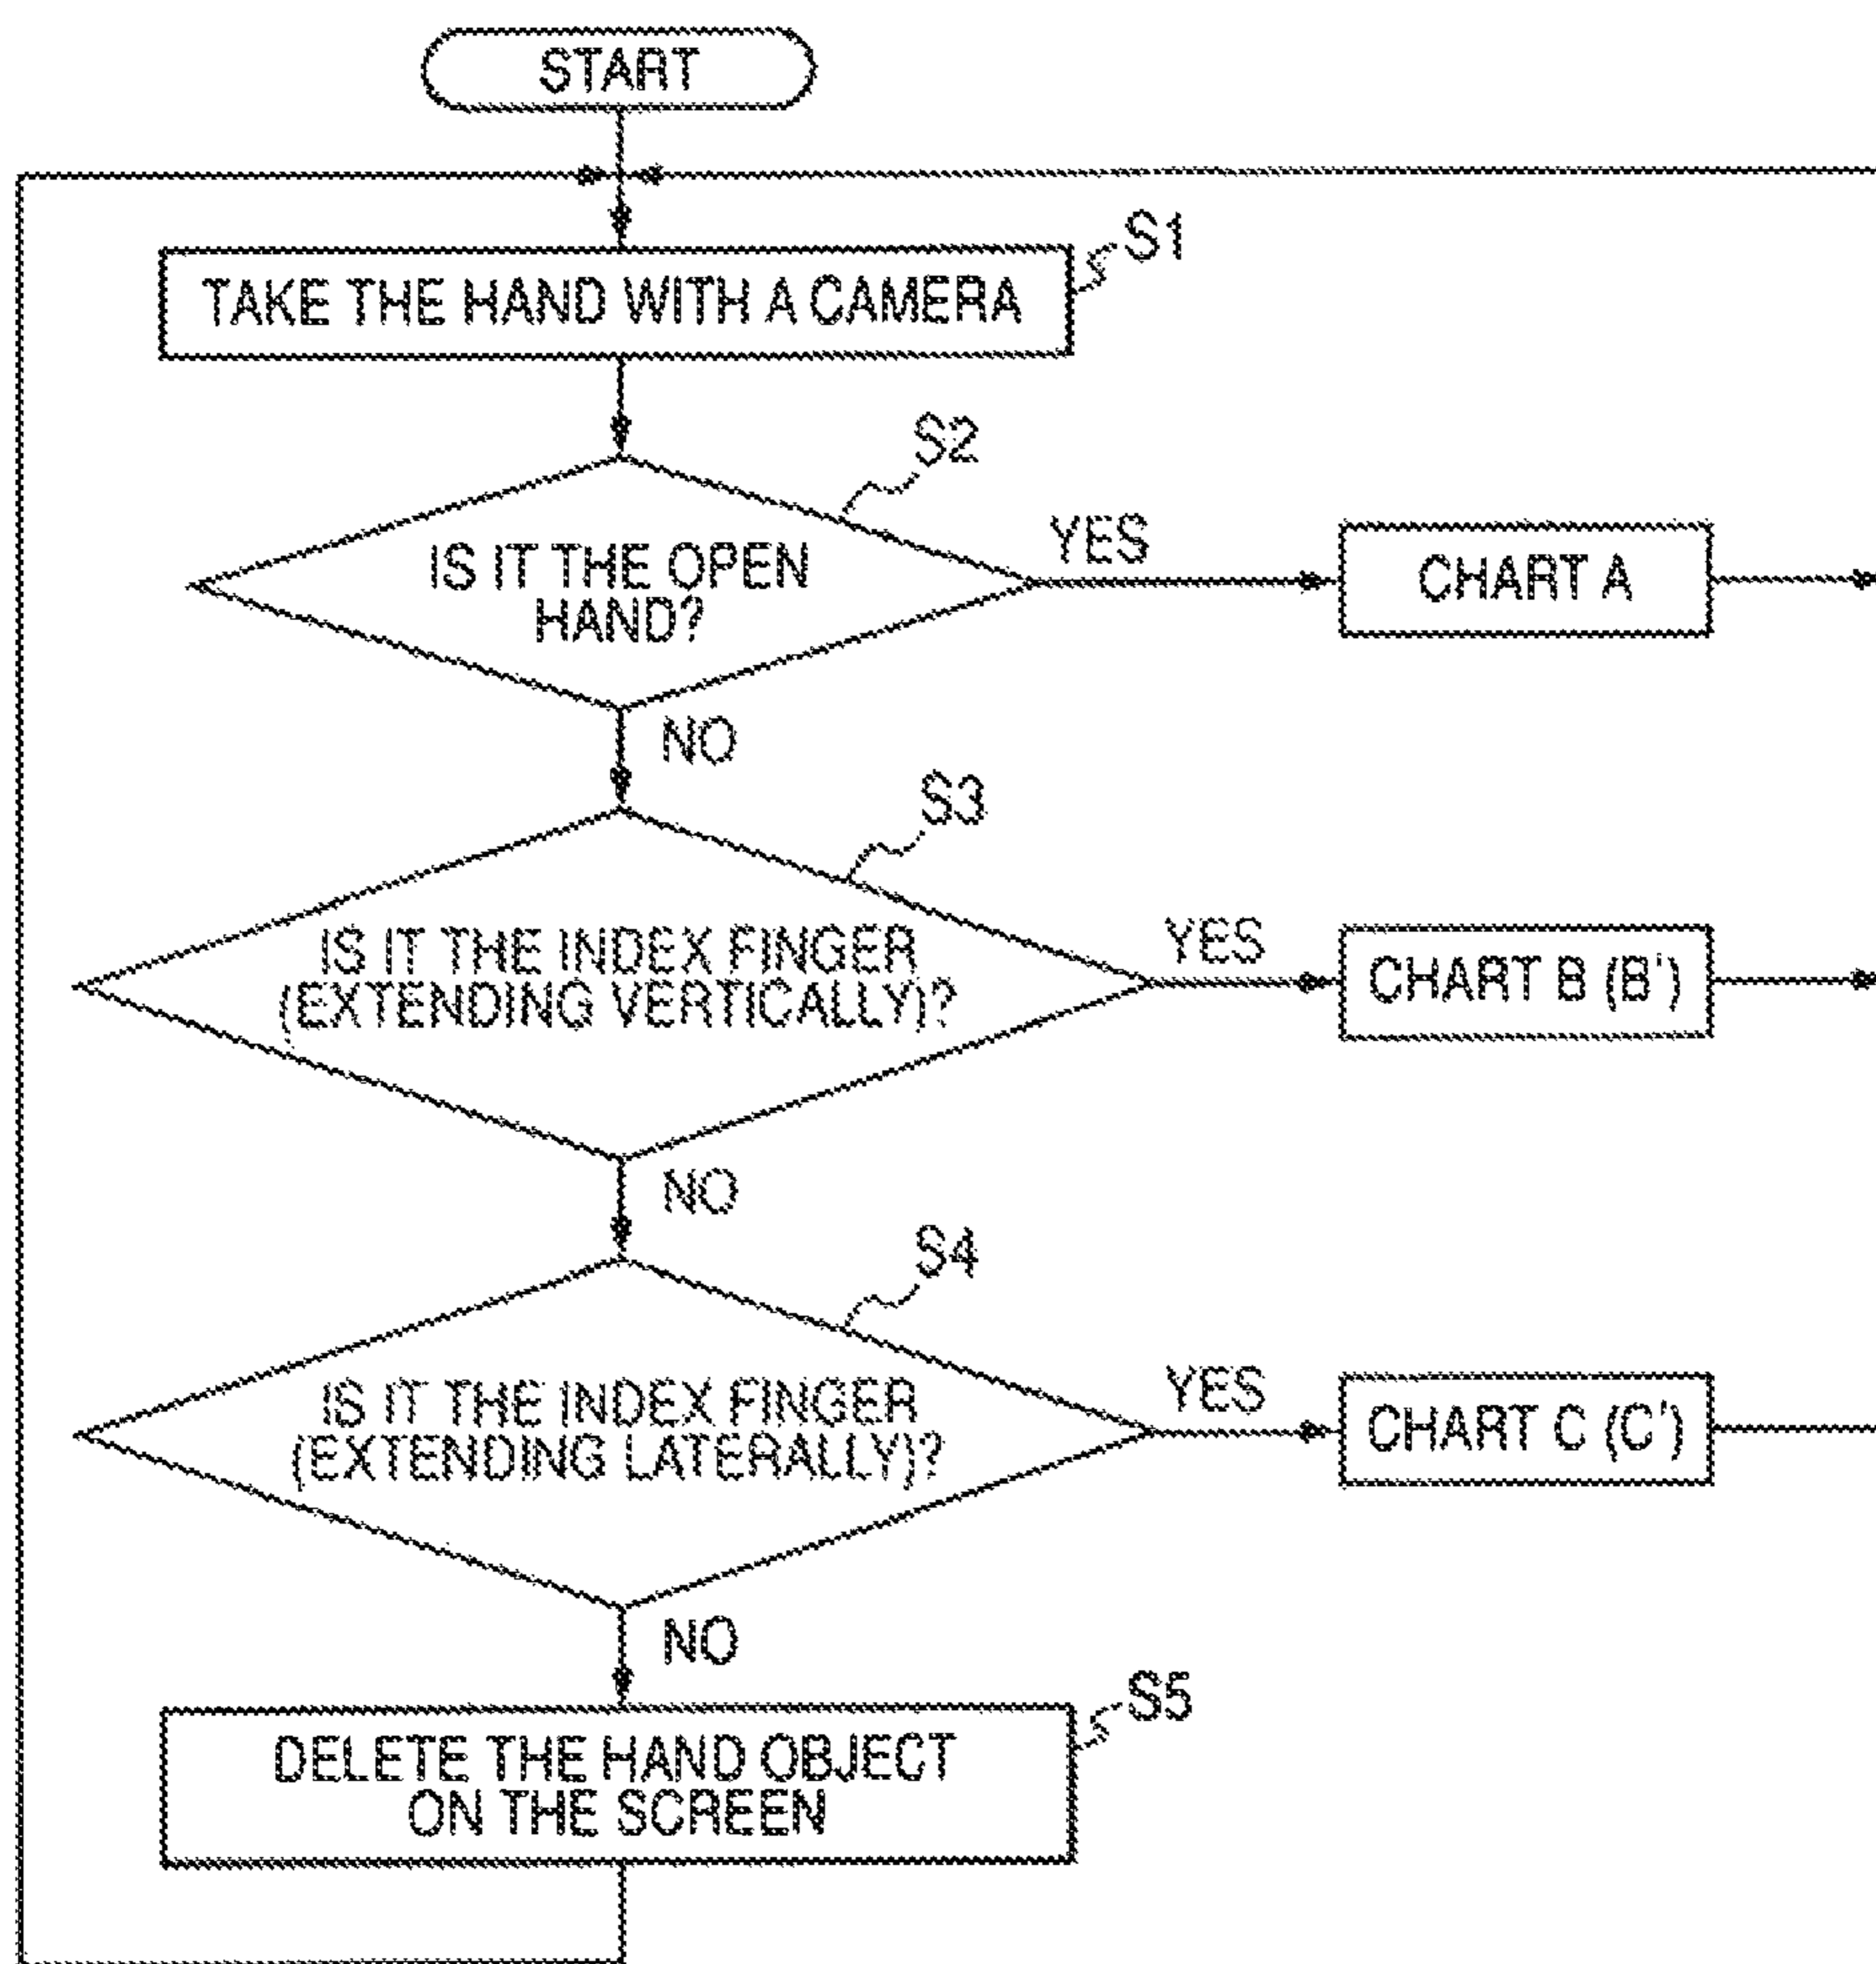 START
S1
TAKE THE HAND WITH A CAMERA
S2
IS IT THE OPEN
HAND?
YES
CHART A
NO
S3
IS IT THE INDEX FINGER
(EXTENDING VERTICALLY)?
YES
CHART B (B')
NO
S4
IS IT THE INDEX FINGER
(EXTENDING LATERALLY)?
YES
CHART C (C')
NO
S5
DELETE THE HAND OBJECT
ON THE SCREEN